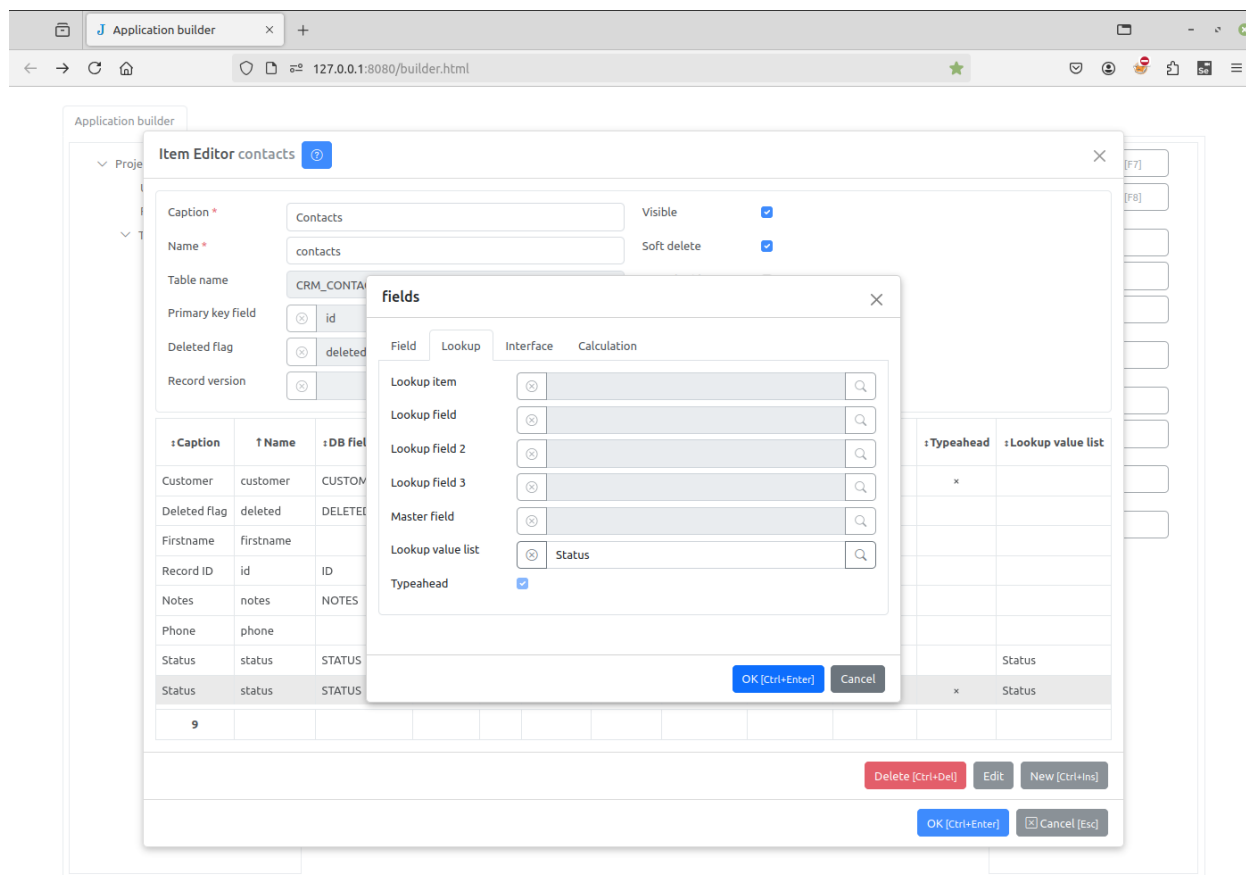 Application builder
127.0.0.1:8080/builder.html
Application builder
Item Editor contacts
Proje
[F7]
[F8]
Caption * Contacts Visible
Name * contacts Soft delete
Table name CRM_CONTA
Primary key field id
Deleted flag deleted
Record version
fields
Field Lookup Interface Calculation
Lookup item
Lookup field
Lookup field 2
Lookup field 3
Master field
Lookup value list Status
Typeahead
OK [Ctrl+Enter] Cancel
Caption Name DB fiel Typeahead Lookup value list
Customer customer CUSTOM ×
Deleted flag deleted DELETED
Firstname firstname
Record ID id ID
Notes notes NOTES
Phone phone
Status status STATUS Status
Status status STATUS × Status
9
Delete [Ctrl+Del] Edit New [Ctrl+Ins]
OK [Ctrl+Enter] Cancel [Esc]